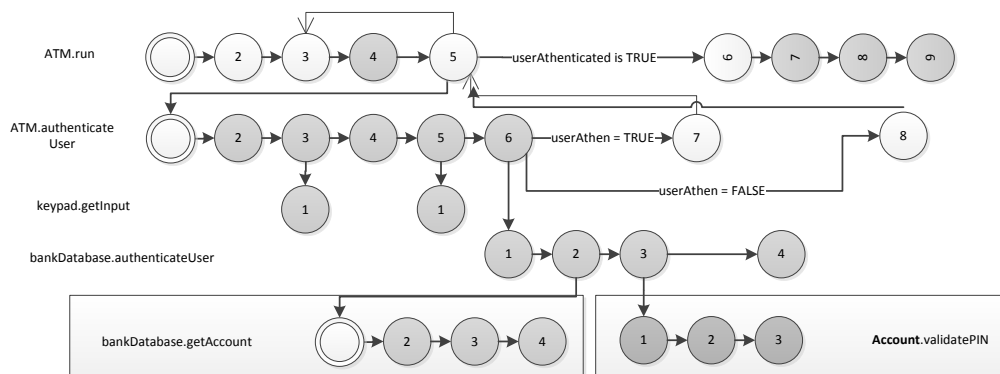 ATM.run
2
3
4
5
userAthenticated is TRUE
6
7
8
9
ATM.authenticate
User
2
3
4
5
6
userAthen = TRUE
7
8
userAthen = FALSE
keypad.getInput
1
1
bankDatabase.authenticateUser
1
2
3
4
bankDatabase.getAccount
2
3
4
1
2
3
Account.validatePIN